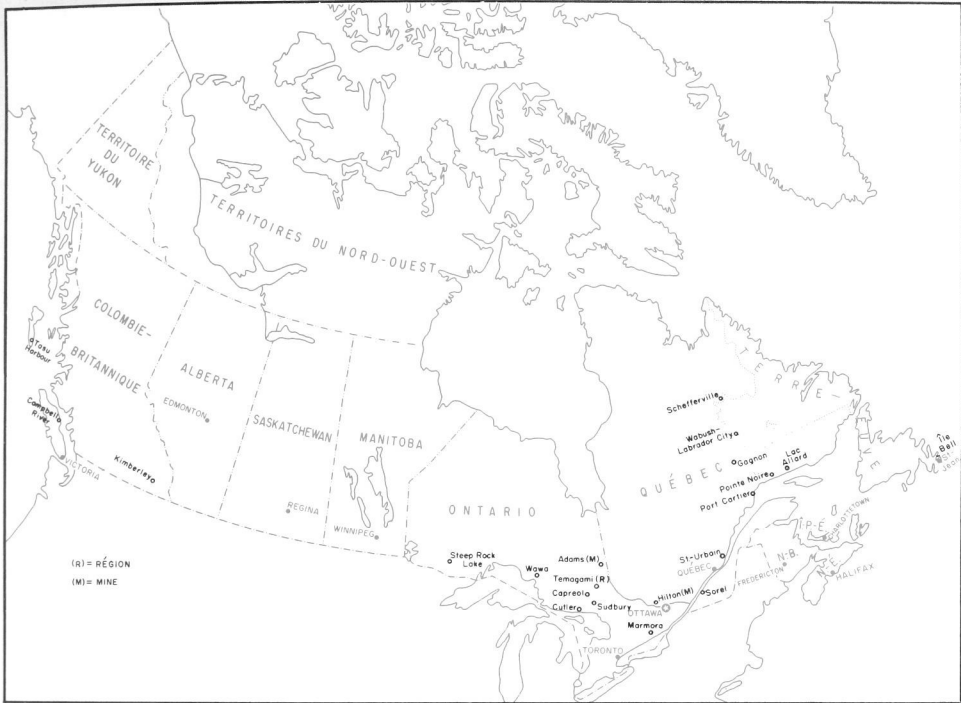 TERRITOIRE
DU
YUKON
TERRITOIRES DU NORD-OUEST
COLOMBIE-
BRITANNIQUE
Tasu
Harbour
Campbell
River
VICTORIA
Kimberley
ALBERTA
EDMONTON
SASKATCHEWAN
REGINA
MANITOBA
WINNIPEG
ONTARIO
Steep Rock
Lake
Wawa
Adams (M)
Temagami (R)
Capreol
Cutler
Sudbury
Hilton (M)
OTTAWA
Marmora
TORONTO
QUÉBEC
Schefferville
Wabush-
Labrador City
Gagnon
Lac
Allard
Pointe Noire
Port Cartier
St-Urbain
QUÉBEC
Sorel
TERRE-
NEUVE
Île
Bell
St-
Jean
Î.-P.-E.
CHARLOTTETOWN
N-B.
FREDERICTON
N-E.
HALIFAX
(R) = RÉGION
(M) = MINE